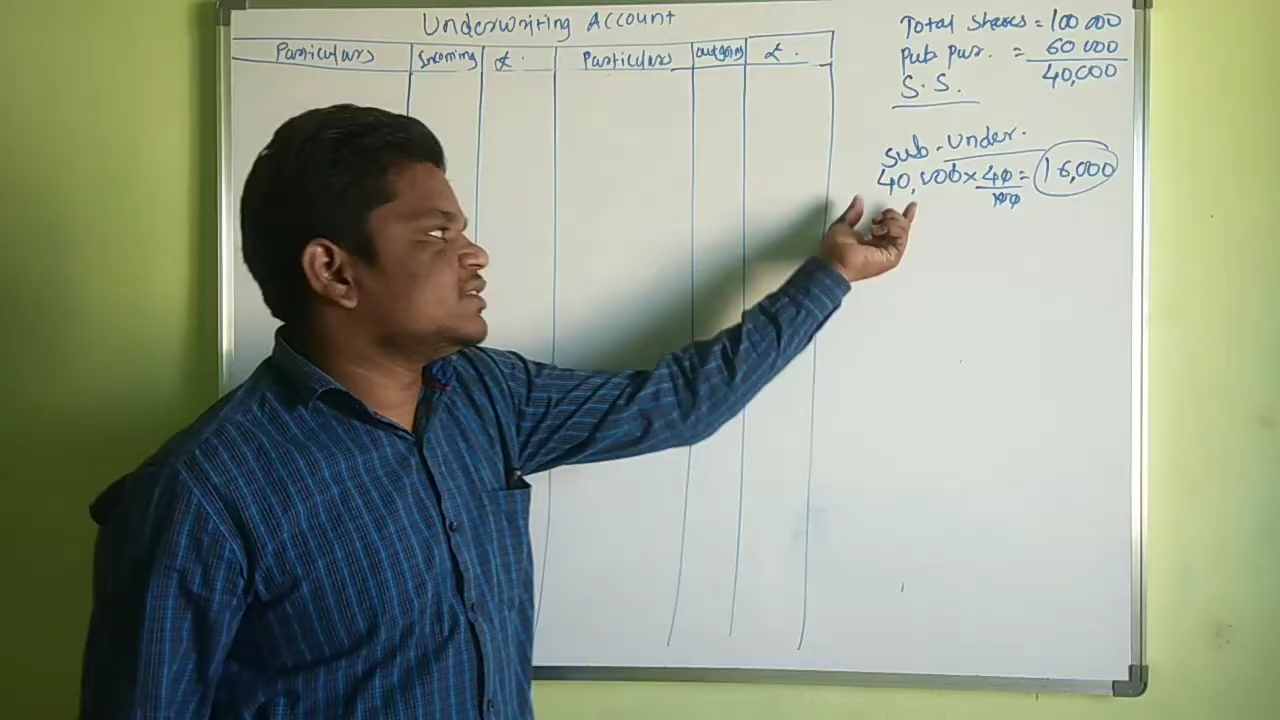 Underwriting Account
Particulars Incoming £. Particulars outgoing £.
Total Shares = 100 000
Pub Pur. = 60 000
S.S. 40,000
Sub-Under.
40,000 × 40/100 = 16,000